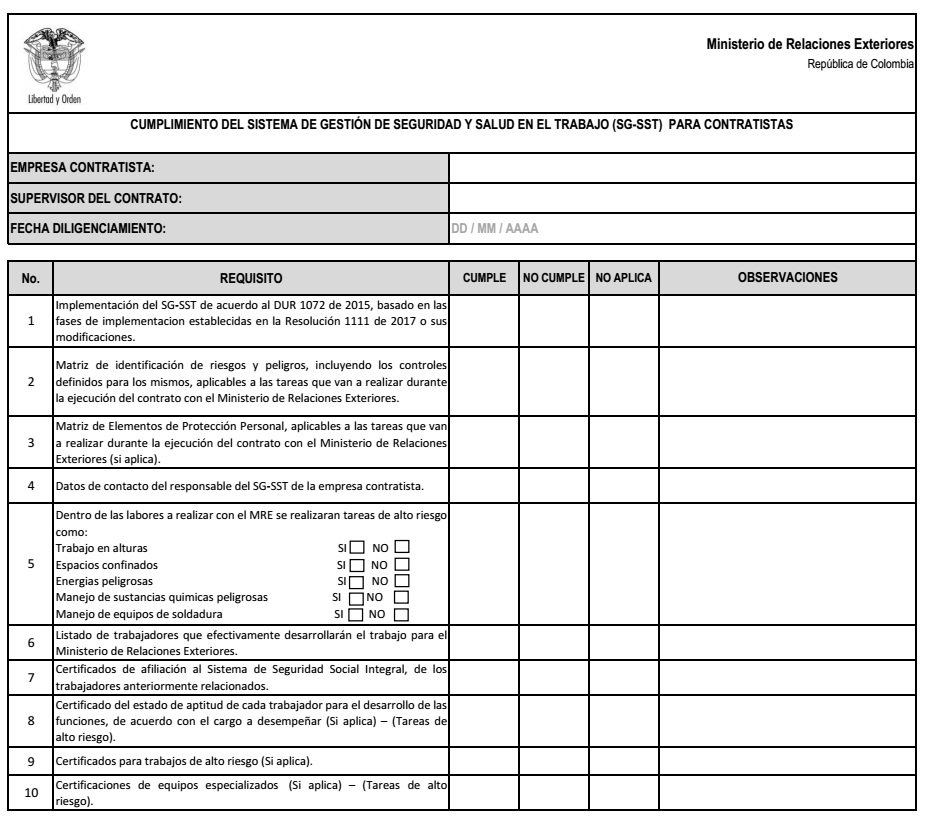 Libertad y Orden
Ministerio de Relaciones Exteriores
República de Colombia
CUMPLIMIENTO DEL SISTEMA DE GESTIÓN DE SEGURIDAD Y SALUD EN EL TRABAJO (SG-SST) PARA CONTRATISTAS
EMPRESA CONTRATISTA:
SUPERVISOR DEL CONTRATO:
FECHA DILIGENCIAMIENTO: DD / MM / AAAA
No. REQUISITO CUMPLE NO CUMPLE NO APLICA OBSERVACIONES
Implementación del SG-SST de acuerdo al DUR 1072 de 2015, basado en las
1 fases de implementacion establecidas en la Resolución 1111 de 2017 o sus
modificaciones.
Matriz de identificación de riesgos y peligros, incluyendo los controles
2 definidos para los mismos, aplicables a las tareas que van a realizar durante
la ejecución del contrato con el Ministerio de Relaciones Exteriores.
Matriz de Elementos de Protección Personal, aplicables a las tareas que van
3 a realizar durante la ejecución del contrato con el Ministerio de Relaciones
Exteriores (si aplica).
4 Datos de contacto del responsable del SG-SST de la empresa contratista.
Dentro de las labores a realizar con el MRE se realizaran tareas de alto riesgo
como:
Trabajo en alturas SI NO
5 Espacios confinados SI NO
Energias peligrosas SI NO
Manejo de sustancias quimicas peligrosas SI NO
Manejo de equipos de soldadura SI NO
6 Listado de trabajadores que efectivamente desarrollarán el trabajo para el
Ministerio de Relaciones Exteriores.
7 Certificados de afiliación al Sistema de Seguridad Social Integral, de los
trabajadores anteriormente relacionados.
Certificado del estado de aptitud de cada trabajador para el desarrollo de las
8 funciones, de acuerdo con el cargo a desempeñar (Si aplica) – (Tareas de
alto riesgo).
9 Certificados para trabajos de alto riesgo (Si aplica).
10 Certificaciones de equipos especializados (Si aplica) – (Tareas de alto
riesgo).